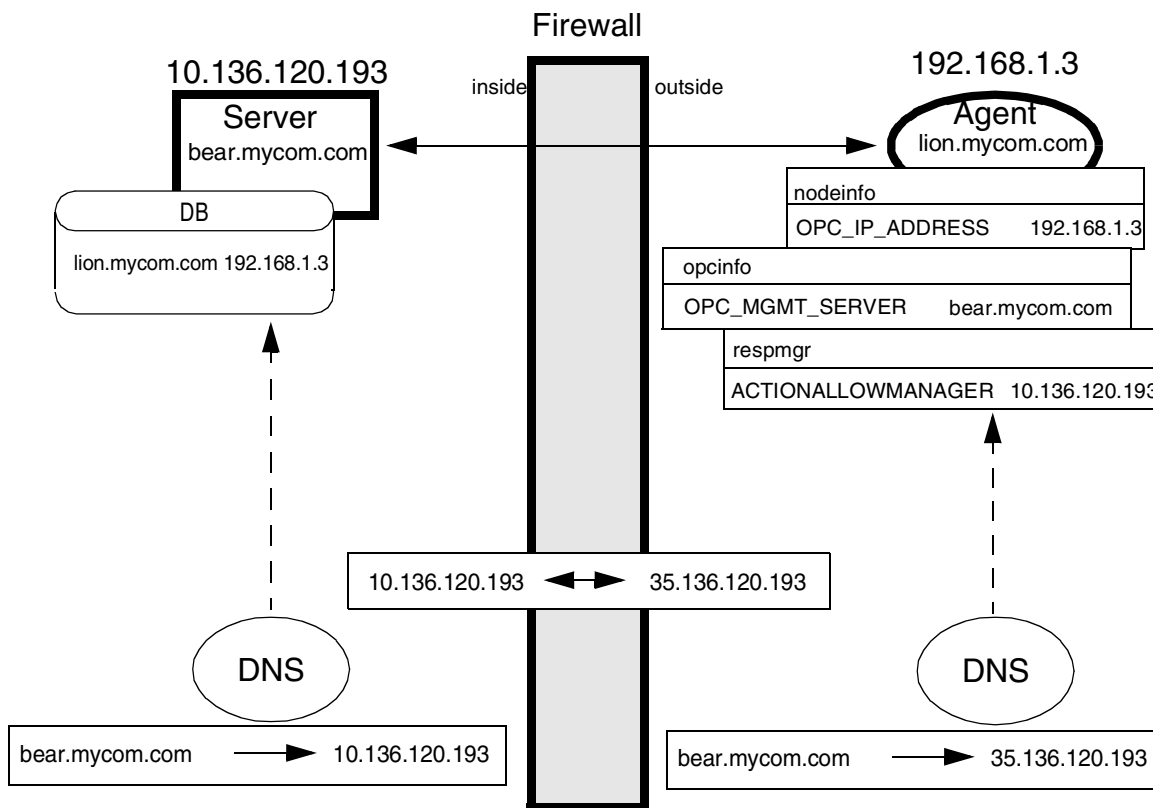 Firewall
10.136.120.193
192.168.1.3
inside
outside
Server
bear.mycom.com
Agent
lion.mycom.com
DB
lion.mycom.com 192.168.1.3
nodeinfo
OPC_IP_ADDRESS 192.168.1.3
opcinfo
OPC_MGMT_SERVER bear.mycom.com
respmgr
ACTIONALLOWMANAGER 10.136.120.193
10.136.120.193 35.136.120.193
DNS
DNS
bear.mycom.com 10.136.120.193
bear.mycom.com 35.136.120.193